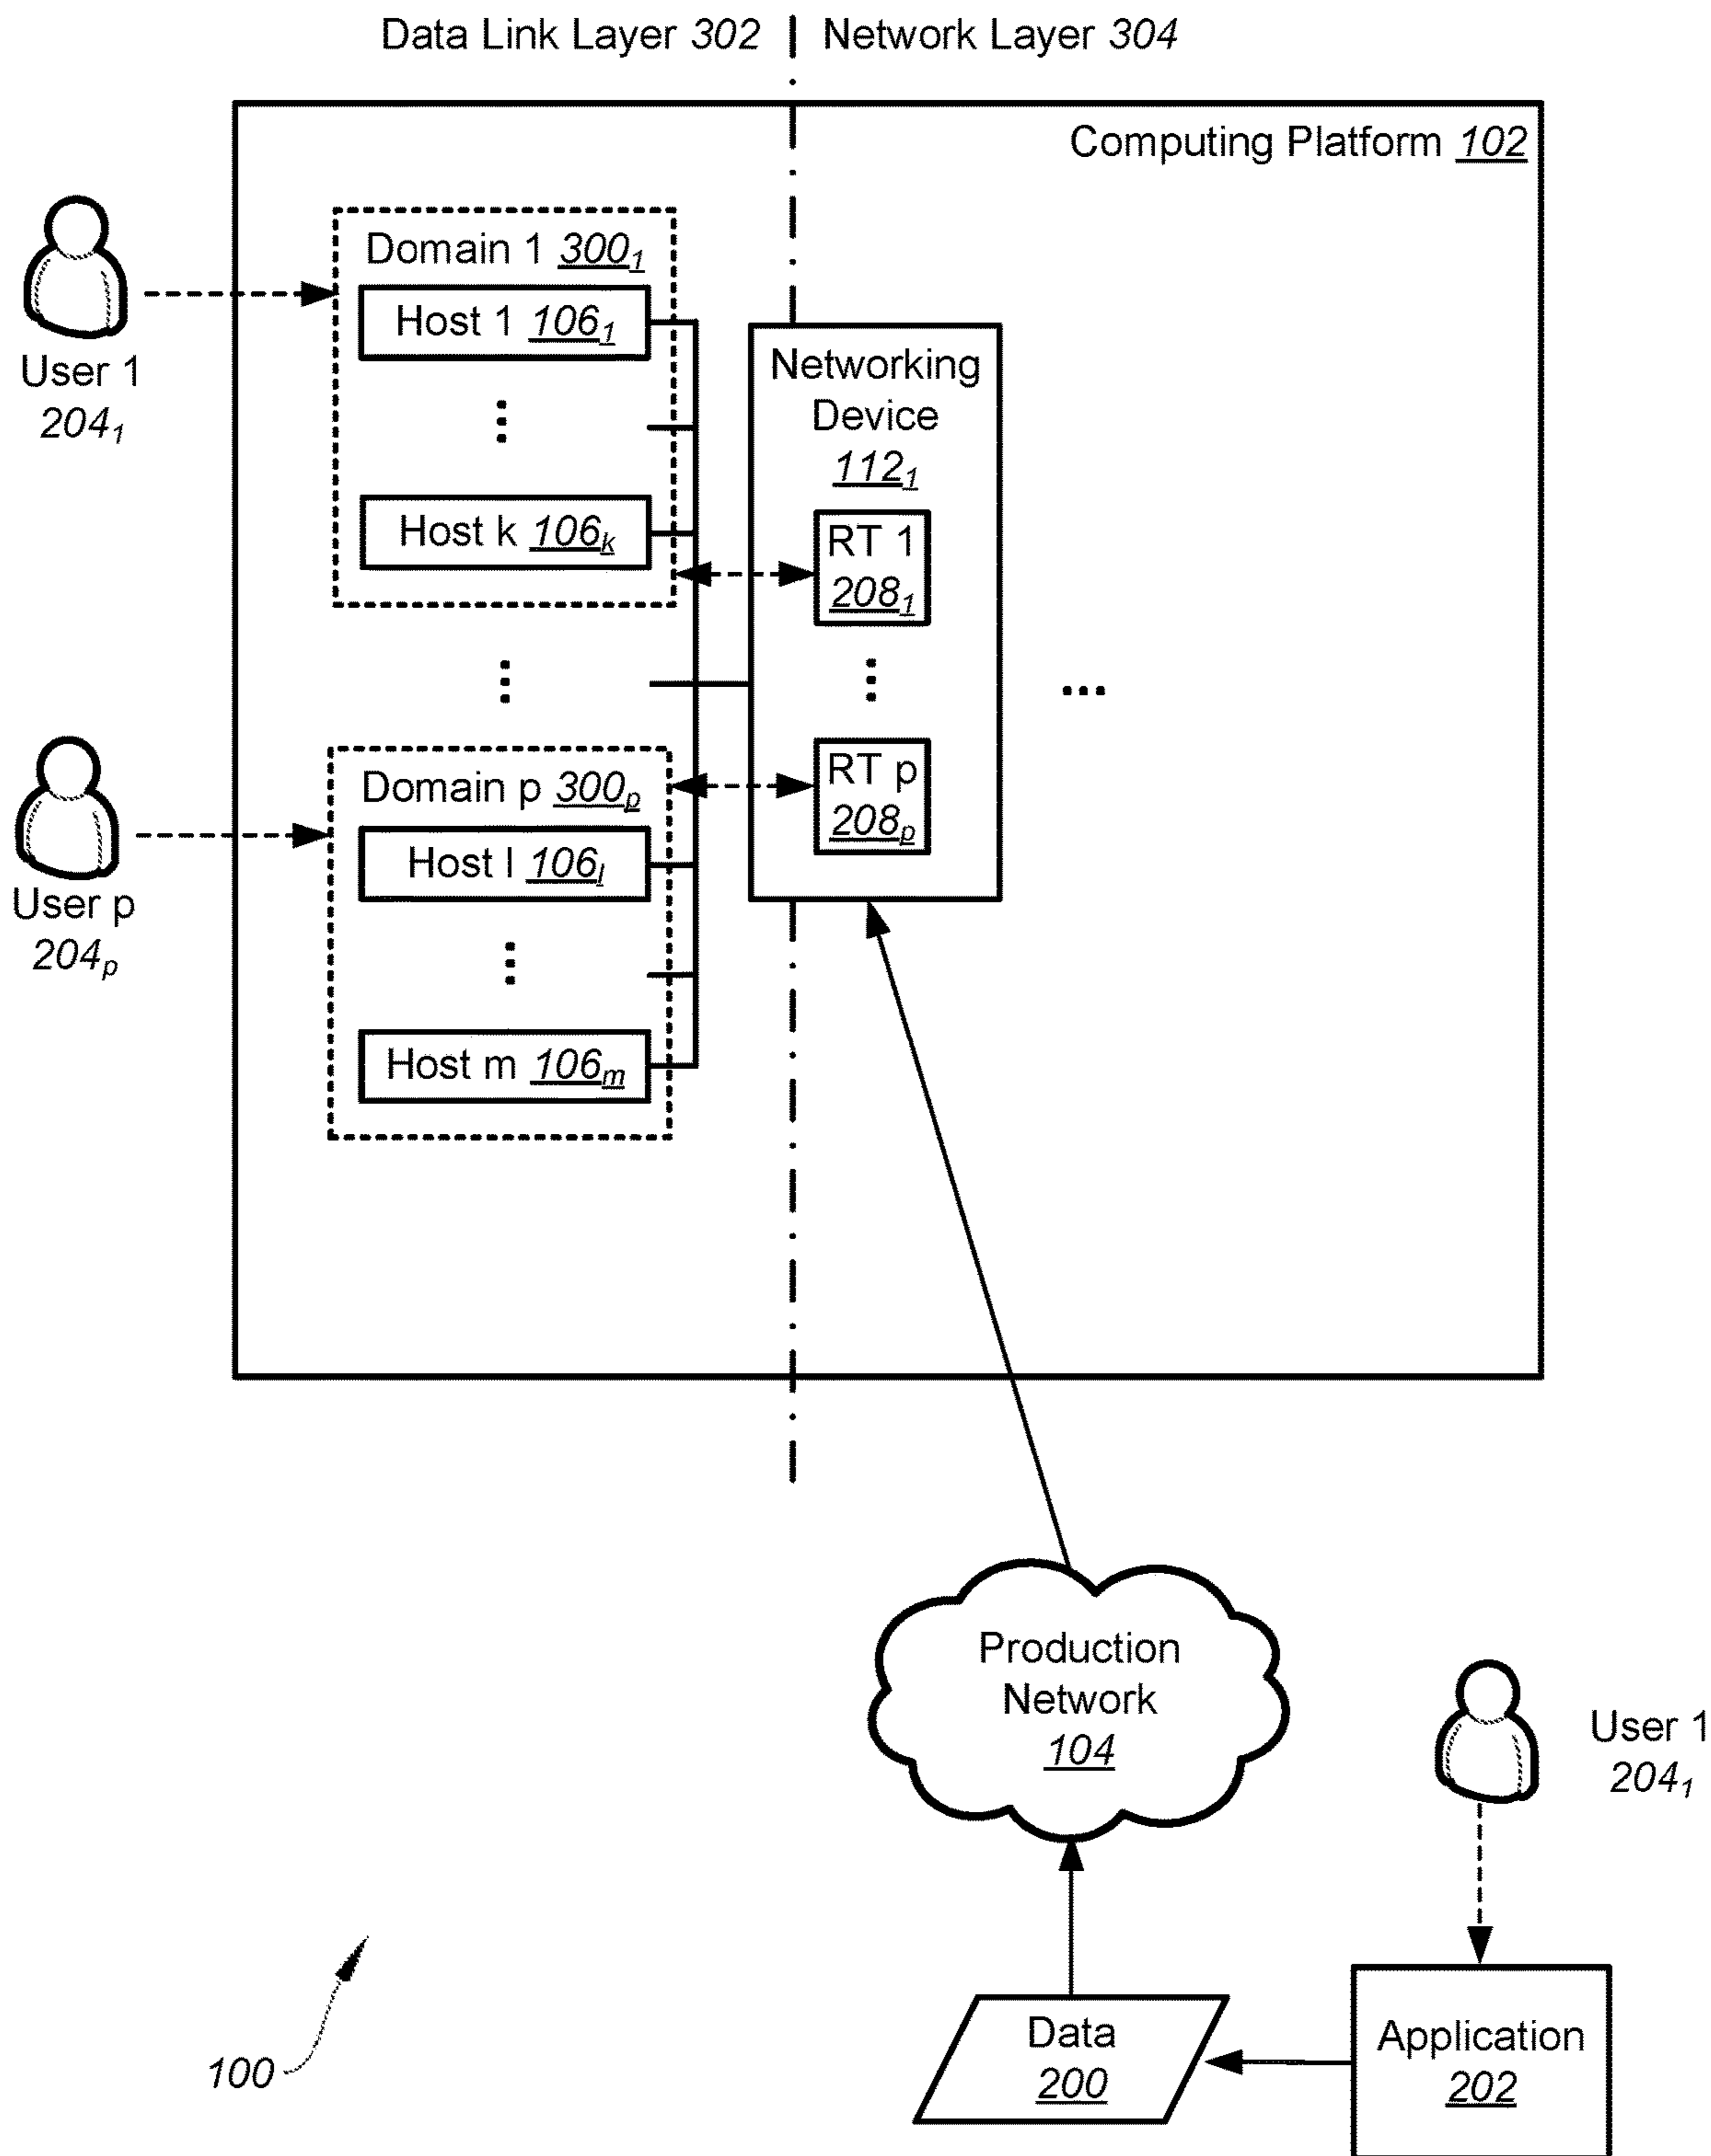 Data Link Layer 302
Network Layer 304
Computing Platform 102
User 1
204₁
Domain 1 300₁
Host 1 106₁
⋮
Host k 106ₖ
⋮
User p
204ₚ
Domain p 300ₚ
Host l 106ₗ
⋮
Host m 106ₘ
Networking
Device
112₁
RT 1
208₁
⋮
RT p
208ₚ
...
Production
Network
104
User 1
204₁
Data
200
Application
202
100